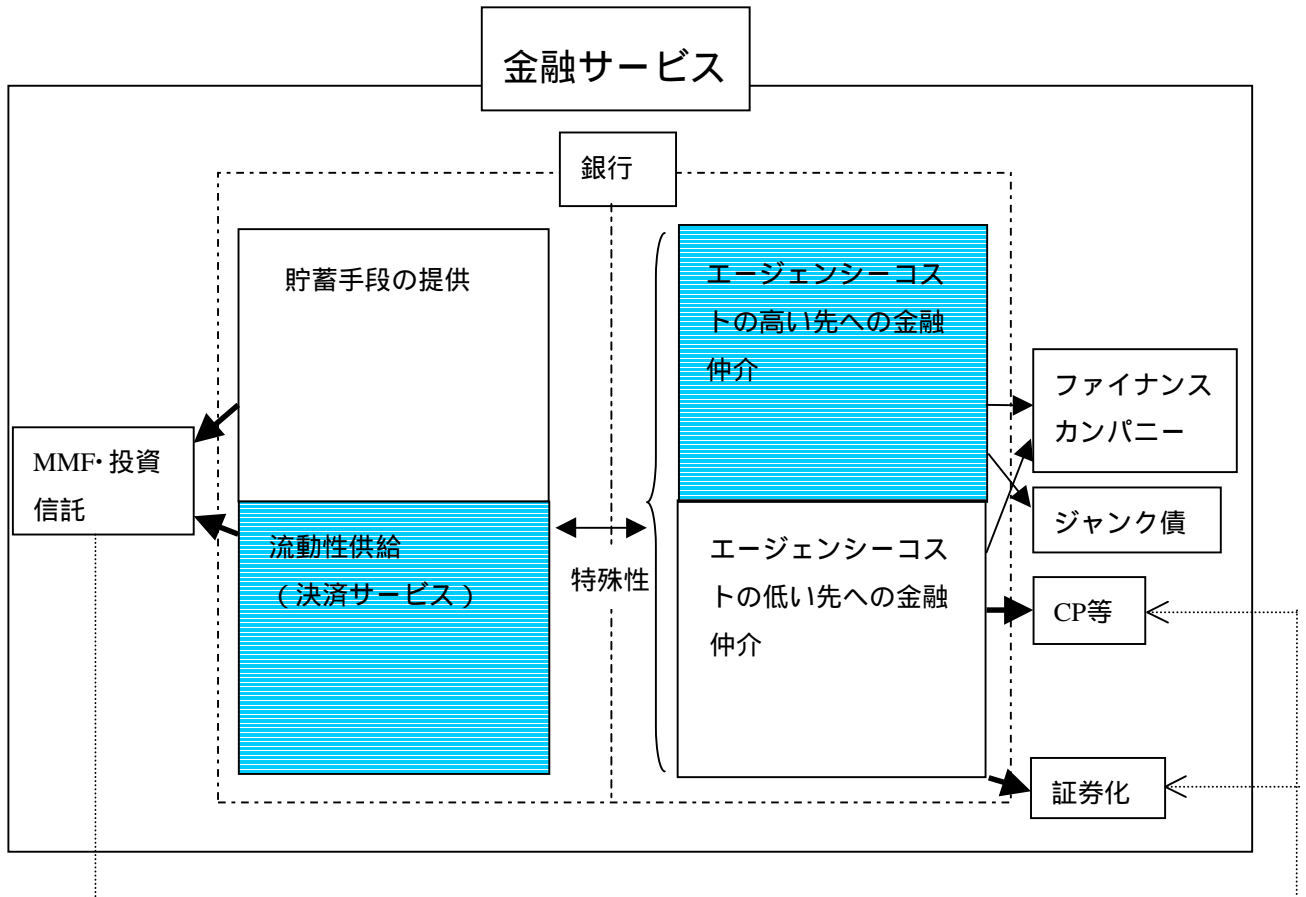 金融サービス
銀行
貯蓄手段の提供
エージェンシーコス
トの高い先への金融
仲介
ファイナンス
カンパニー
MMF・投資
信託
ジャンク債
流動性供給
(決済サービス)
特殊性
エージェンシーコス
トの低い先への金融
仲介
CP等
証券化